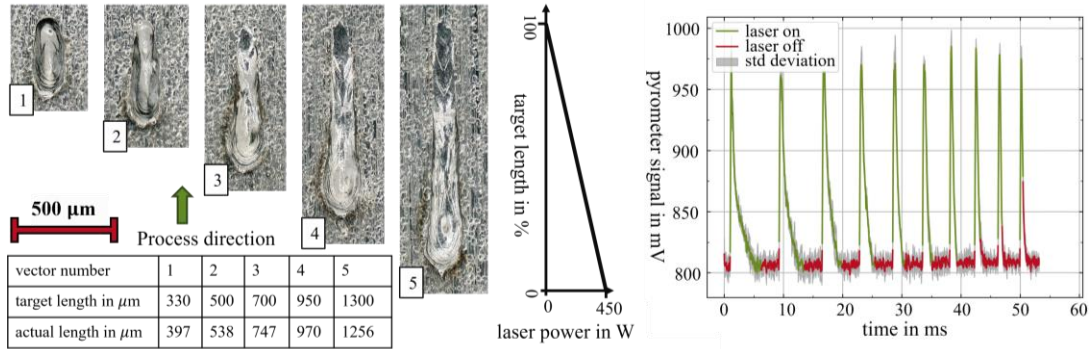 1
2
3
4
5
500 µm
Process direction
vector number 1 2 3 4 5
target length in µm 330 500 700 950 1300
actual length in µm 397 538 747 970 1256
100
target length in %
0
0 450
laser power in W
laser on
laser off
std deviation
pyrometer signal in mV
1000
950
900
850
800
0 10 20 30 40 50 60
time in ms